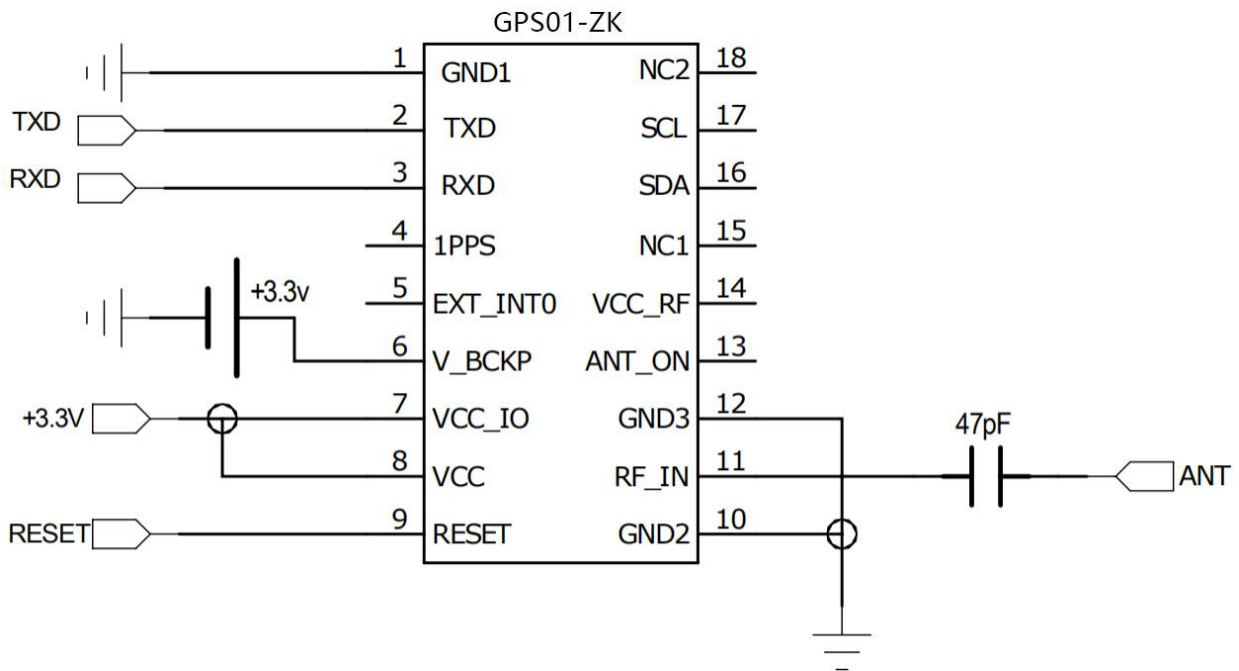 GPS01-ZK
1 GND1 NC2 18
TXD 2 TXD SCL 17
RXD 3 RXD SDA 16
4 1PPS NC1 15
+3.3v 5 EXT_INT0 VCC_RF 14
6 V_BCKP ANT_ON 13
+3.3V 7 VCC_IO GND3 12 47pF
8 VCC RF_IN 11 ANT
RESET 9 RESET GND2 10